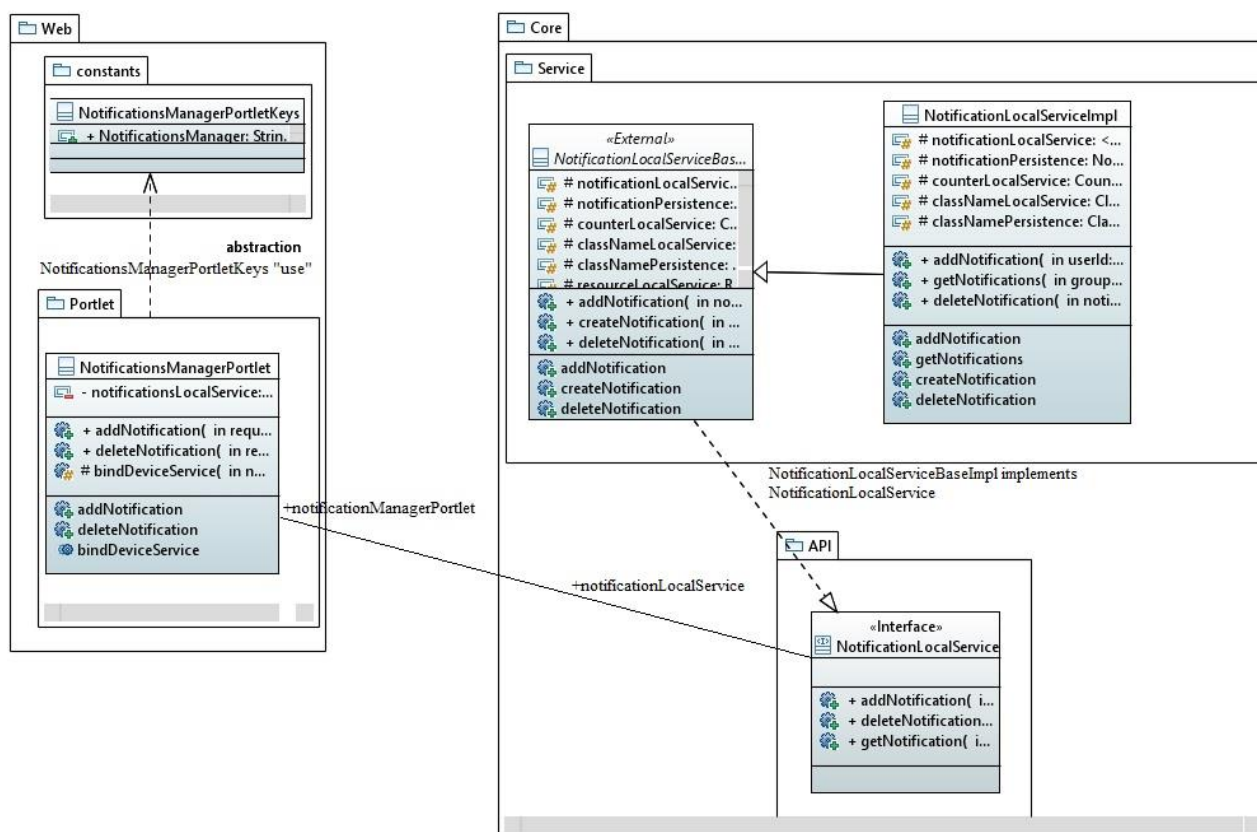 Web
constants
NotificationsManagerPortletKeys
+ NotificationsManager: Strin.
abstraction
NotificationsManagerPortletKeys "use"
Portlet
NotificationsManagerPortlet
- notificationsLocalService:...
+ addNotification( in requ...
+ deleteNotification( in re...
# bindDeviceService( in n...
addNotification
deleteNotification
bindDeviceService
+notificationManagerPortlet
+notificationLocalService
Core
Service
«External»
NotificationLocalServiceBas...
# notificationLocalServic..
# notificationPersistence:.
# counterLocalService: C..
# classNameLocalService:
# classNamePersistence: .
# resourceLocalService: R
+ addNotification( in no...
+ createNotification( in ...
+ deleteNotification( in ...
addNotification
createNotification
deleteNotification
NotificationLocalServiceImpl
# notificationLocalService: <...
# notificationPersistence: No...
# counterLocalService: Coun...
# classNameLocalService: Cl...
# classNamePersistence: Cla...
+ addNotification( in userId:...
+ getNotifications( in group...
+ deleteNotification( in noti...
addNotification
getNotifications
createNotification
deleteNotification
NotificationLocalServiceBaseImpl implements
NotificationLocalService
API
«Interface»
NotificationLocalService
+ addNotification( i...
+ deleteNotification...
+ getNotification( i...